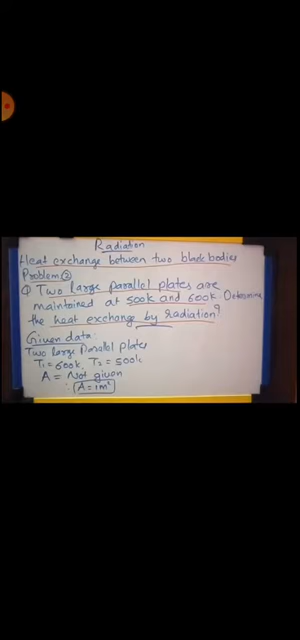 Radiation
Heat exchange between two black bodies
Problem ②
Q Two large parallel plates are
maintained at 500k and 600k. Determine
the heat exchange by radiation?
Given data:
Two large Parallel plates
T₁ = 600k, T₂ = 500k
A = Not given
∴ A = 1m²